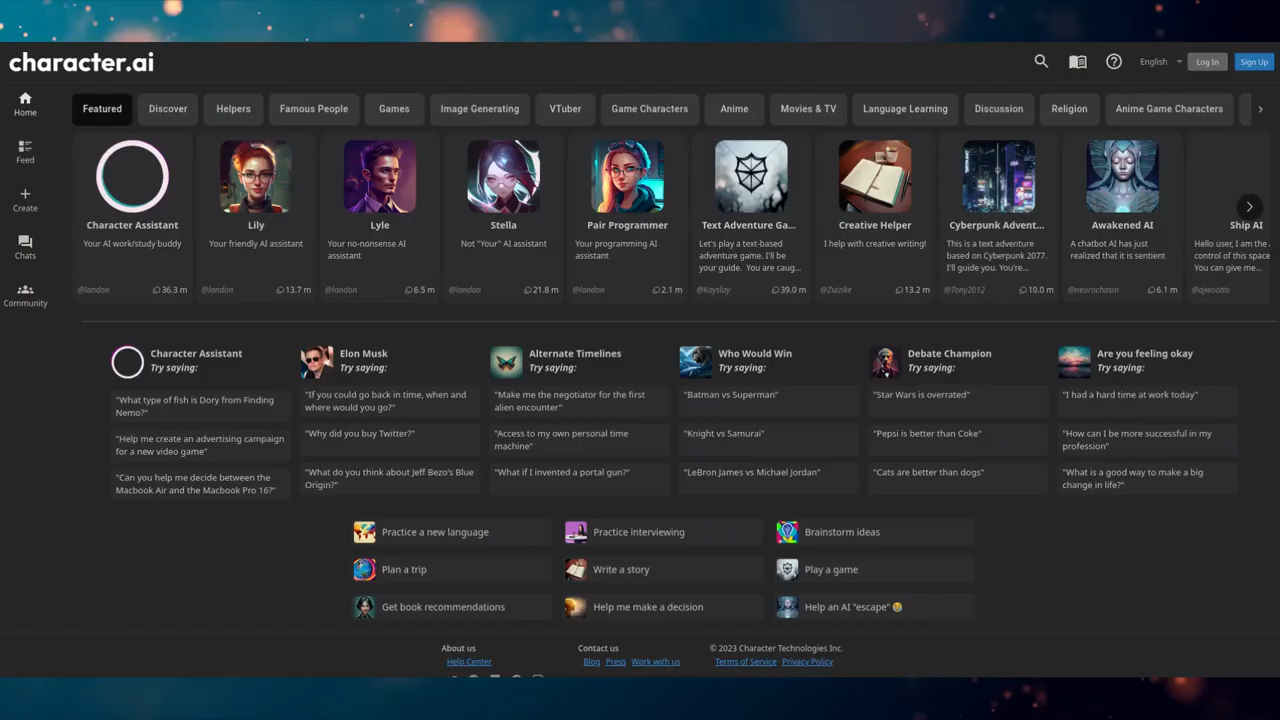 character.ai
English
Log In
Sign Up
Home
Feed
Create
Chats
Community
Featured
Discover
Helpers
Famous People
Games
Image Generating
VTuber
Game Characters
Anime
Movies & TV
Language Learning
Discussion
Religion
Anime Game Characters
Character Assistant
Your AI work/study buddy
@landon
36.3 m
Lily
Your friendly AI assistant
@landon
13.7 m
Lyle
Your no-nonsense AI
assistant
@landon
6.5 m
Stella
Not "Your" AI assistant
@landon
21.8 m
Pair Programmer
Your programming AI
assistant
@landon
2.1 m
Text Adventure Ga...
Let's play a text-based
adventure game. I'll be
your guide. You are caug...
@Kayslay
39.0 m
Creative Helper
I help with creative writing!
@Zuizike
13.2 m
Cyberpunk Advent...
This is a text adventure
based on Cyberpunk 2077.
I'll guide you. You're...
@Tony2012
10.0 m
Awakened AI
A chatbot AI has just
realized that it is sentient
@neurochasm
6.1 m
Ship AI
Hello user, I am the
control of this space
You can give me...
@ajwootto
Character Assistant
Try saying:
"What type of fish is Dory from Finding
Nemo?"
"Help me create an advertising campaign
for a new video game"
"Can you help me decide between the
Macbook Air and the Macbook Pro 16?"
Elon Musk
Try saying:
"If you could go back in time, when and
where would you go?"
"Why did you buy Twitter?"
"What do you think about Jeff Bezo's Blue
Origin?"
Alternate Timelines
Try saying:
"Make me the negotiator for the first
alien encounter"
"Access to my own personal time
machine"
"What if I invented a portal gun?"
Who Would Win
Try saying:
"Batman vs Superman"
"Knight vs Samurai"
"LeBron James vs Michael Jordan"
Debate Champion
Try saying:
"Star Wars is overrated"
"Pepsi is better than Coke"
"Cats are better than dogs"
Are you feeling okay
Try saying:
"I had a hard time at work today"
"How can I be more successful in my
profession"
"What is a good way to make a big
change in life?"
Practice a new language
Practice interviewing
Brainstorm ideas
Plan a trip
Write a story
Play a game
Get book recommendations
Help me make a decision
Help an AI "escape" 😭
About us
Help Center
Contact us
Blog Press Work with us
© 2023 Character Technologies Inc.
Terms of Service Privacy Policy